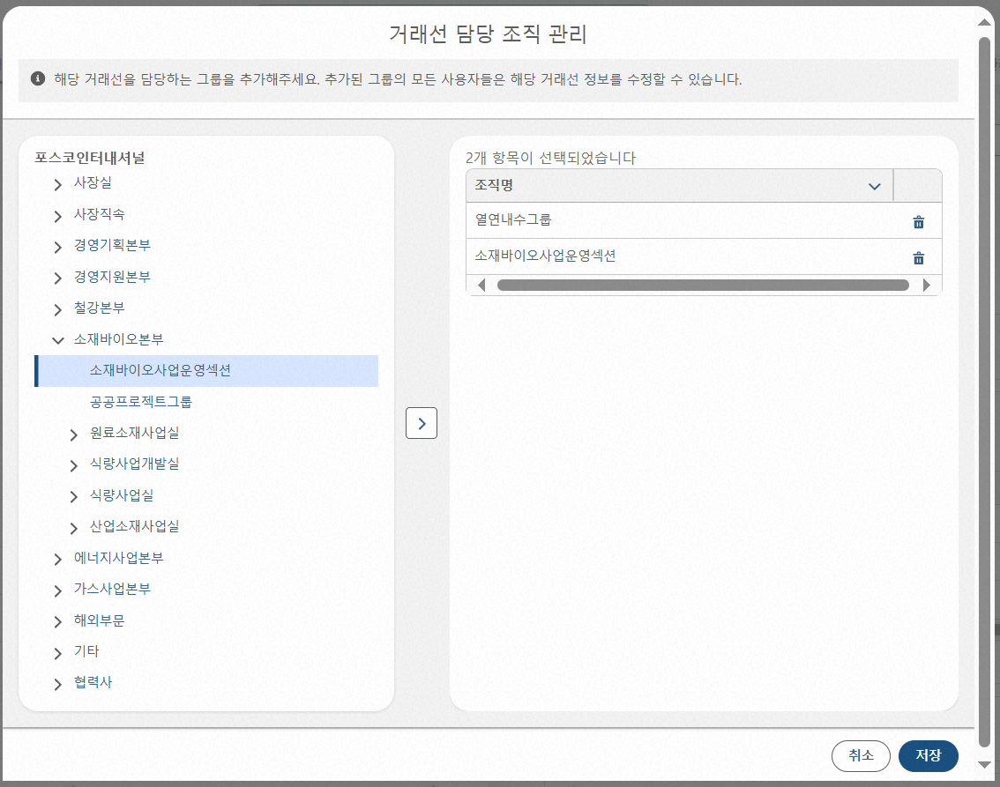 거래선 담당 조직 관리
해당 거래선을 담당하는 그룹을 추가해주세요. 추가된 그룹의 모든 사용자들은 해당 거래선 정보를 수정할 수 있습니다.
포스코인터내셔널
사장실
사장직속
경영기획본부
경영지원본부
철강본부
소재바이오본부
소재바이오사업운영섹션
공공프로젝트그룹
원료소재사업실
식량사업개발실
식량사업실
산업소재사업실
에너지사업본부
가스사업본부
해외부문
기타
협력사
2개 항목이 선택되었습니다
조직명
열연내수그룹
소재바이오사업운영섹션
취소
저장